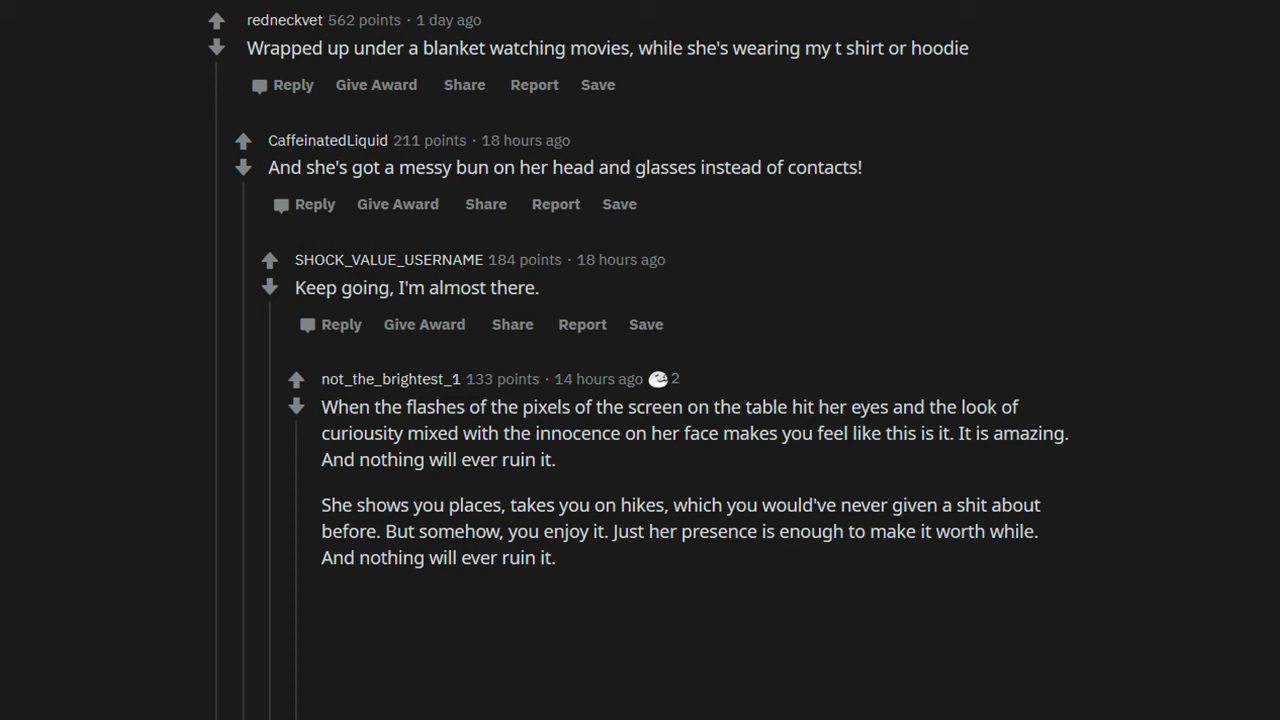 redneckvet 562 points · 1 day ago
Wrapped up under a blanket watching movies, while she's wearing my t shirt or hoodie
Reply Give Award Share Report Save
CaffeinatedLiquid 211 points · 18 hours ago
And she's got a messy bun on her head and glasses instead of contacts!
Reply Give Award Share Report Save
SHOCK_VALUE_USERNAME 184 points · 18 hours ago
Keep going, I'm almost there.
Reply Give Award Share Report Save
not_the_brightest_1 133 points · 14 hours ago 2
When the flashes of the pixels of the screen on the table hit her eyes and the look of
curiousity mixed with the innocence on her face makes you feel like this is it. It is amazing.
And nothing will ever ruin it.
She shows you places, takes you on hikes, which you would've never given a shit about
before. But somehow, you enjoy it. Just her presence is enough to make it worth while.
And nothing will ever ruin it.